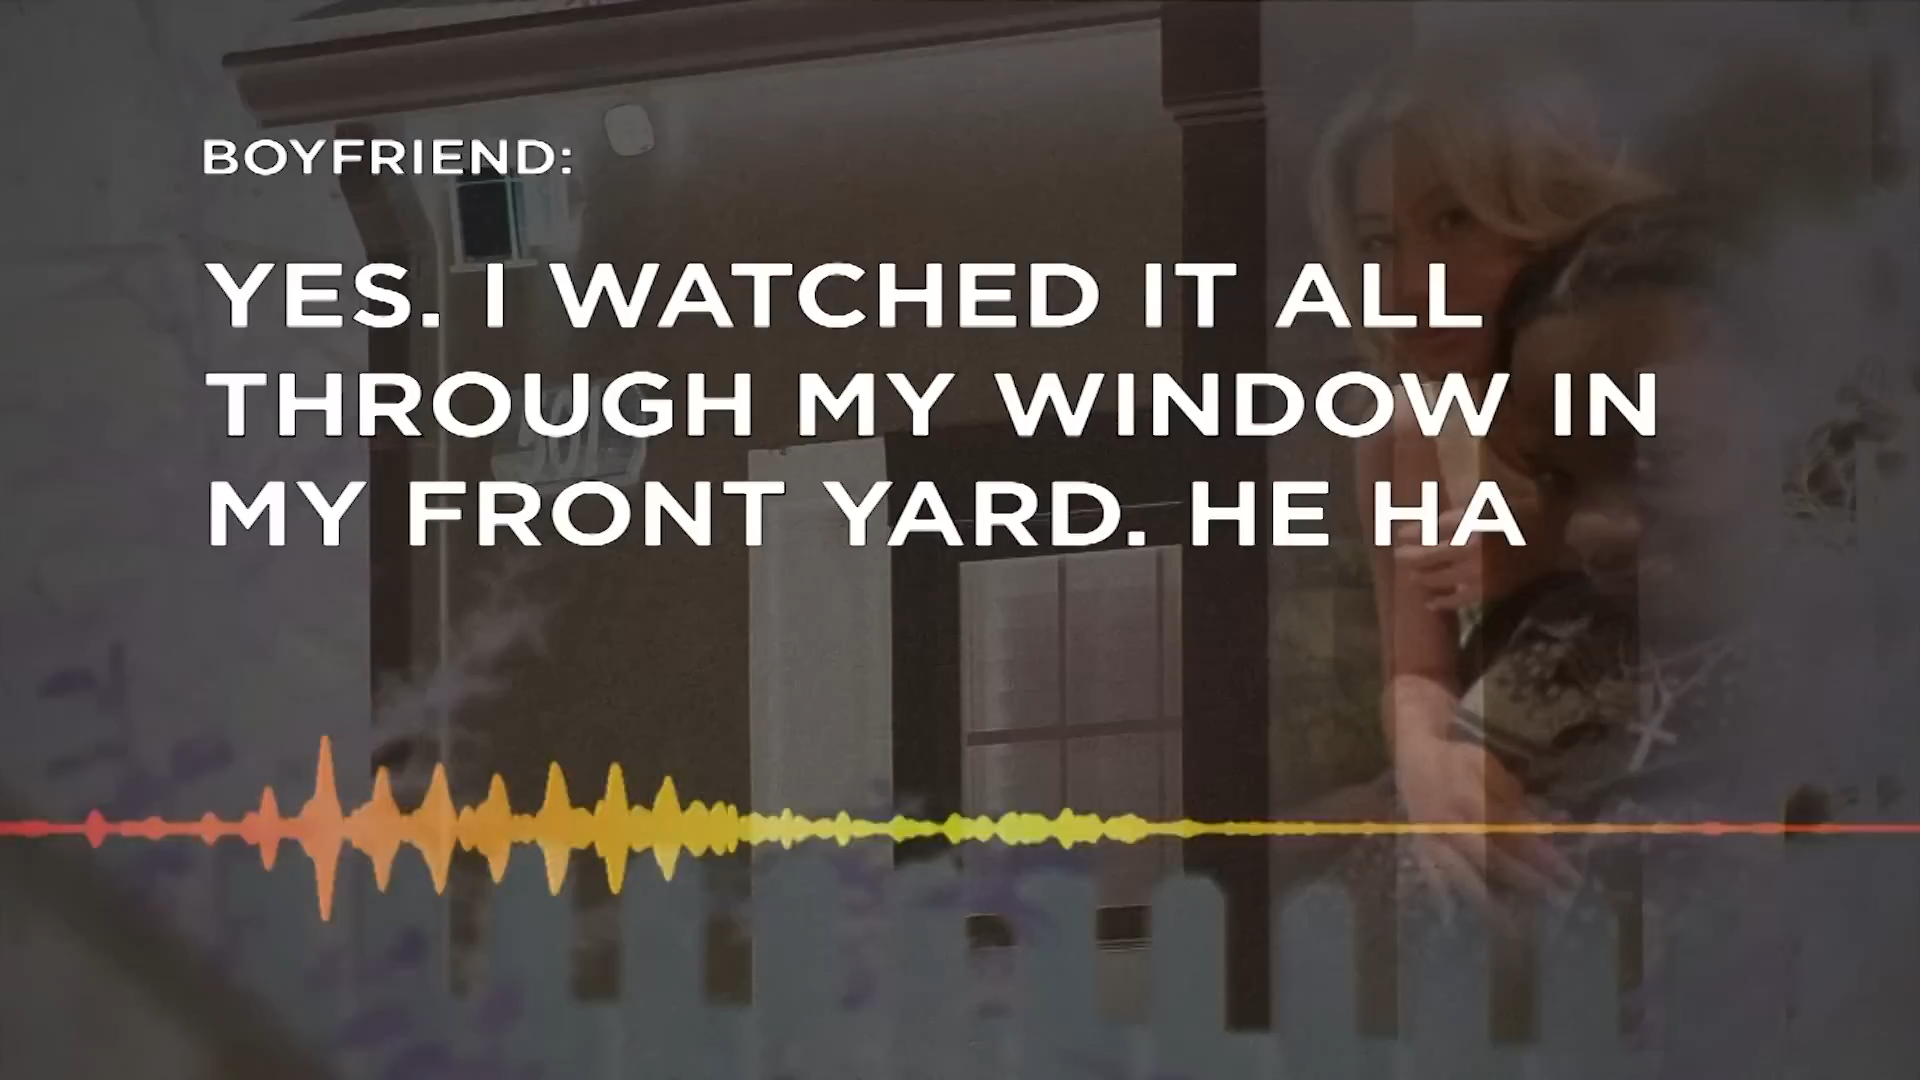 BOYFRIEND:
YES. I WATCHED IT ALL
THROUGH MY WINDOW IN
MY FRONT YARD. HE HA